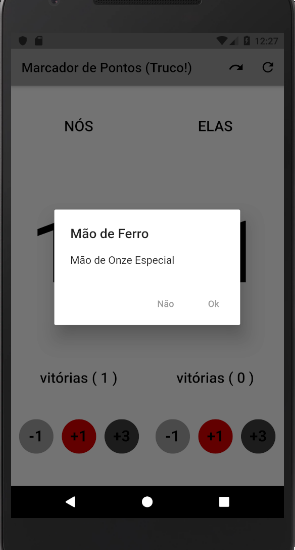 12:27
Marcador de Pontos (Truco!)
NÓS ELAS
Mão de Ferro
Mão de Onze Especial
Não Ok
vitórias ( 1 ) vitórias ( 0 )
-1 +1 +3 -1 +1 +3